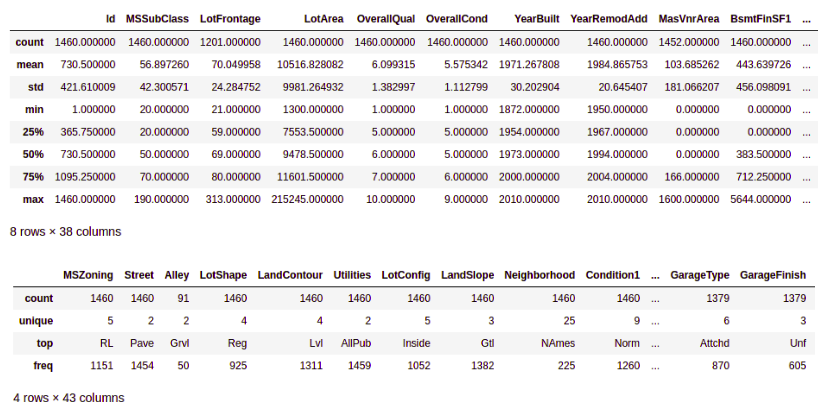 Id MSSubClass LotFrontage LotArea OverallQual OverallCond YearBuilt YearRemodAdd MasVnrArea BsmtFinSF1 ...
count 1460.000000 1460.000000 1201.000000 1460.000000 1460.000000 1460.000000 1460.000000 1460.000000 1452.000000 1460.000000 ...
mean 730.500000 56.897260 70.049958 10516.828082 6.099315 5.575342 1971.267808 1984.865753 103.685262 443.639726 ...
std 421.610009 42.300571 24.284752 9981.264932 1.382997 1.112799 30.202904 20.645407 181.066207 456.098091 ...
min 1.000000 20.000000 21.000000 1300.000000 1.000000 1.000000 1872.000000 1950.000000 0.000000 0.000000 ...
25% 365.750000 20.000000 59.000000 7553.500000 5.000000 5.000000 1954.000000 1967.000000 0.000000 0.000000 ...
50% 730.500000 50.000000 69.000000 9478.500000 6.000000 5.000000 1973.000000 1994.000000 0.000000 383.500000 ...
75% 1095.250000 70.000000 80.000000 11601.500000 7.000000 6.000000 2000.000000 2004.000000 166.000000 712.250000 ...
max 1460.000000 190.000000 313.000000 215245.000000 10.000000 9.000000 2010.000000 2010.000000 1600.000000 5644.000000 ...
8 rows × 38 columns
MSZoning Street Alley LotShape LandContour Utilities LotConfig LandSlope Neighborhood Condition1 ... GarageType GarageFinish
count 1460 1460 91 1460 1460 1460 1460 1460 1460 1460 ... 1379 1379
unique 5 2 2 4 4 2 5 3 25 9 ... 6 3
top RL Pave Grvl Reg Lvl AllPub Inside Gtl NAmes Norm ... Attchd Unf
freq 1151 1454 50 925 1311 1459 1052 1382 225 1260 ... 870 605
4 rows × 43 columns